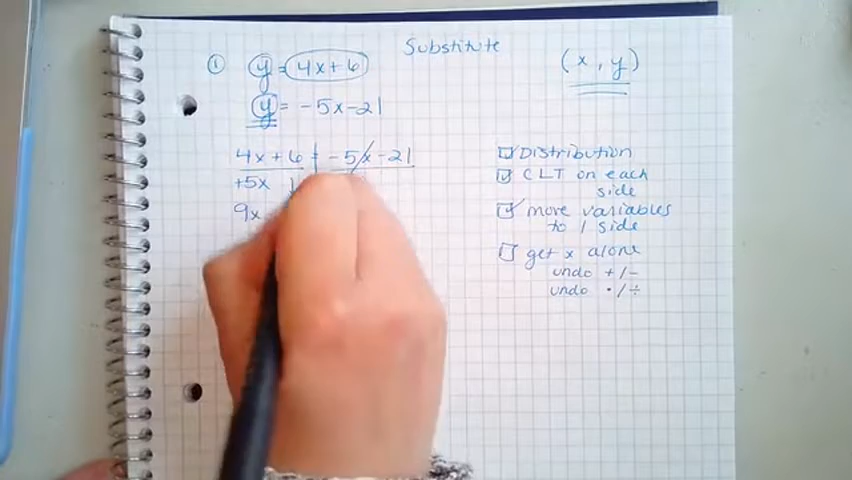 Substitute
① y = 4x + 6
(x, y)
y = -5x - 21
4x + 6 = -5x - 21
+5x
9x
Distribution
CLT on each
side
move variables
to 1 side
get x alone
undo +/-
undo •/÷